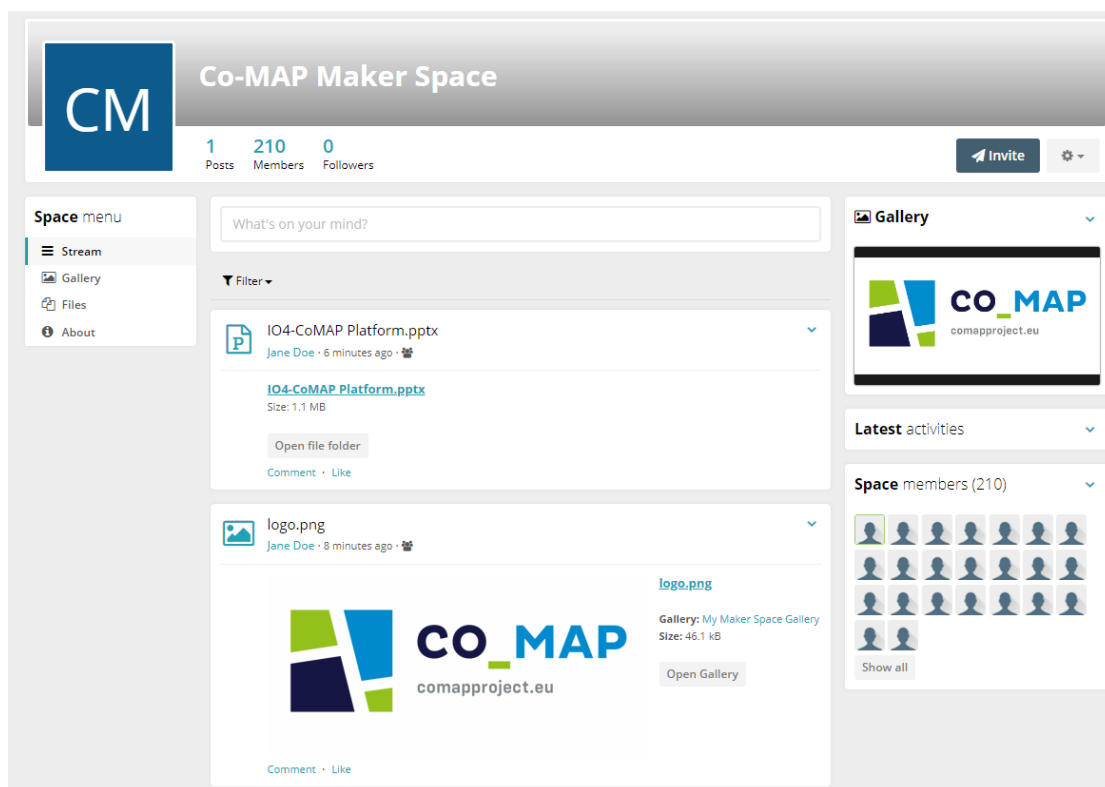 CM
Co-MAP Maker Space
1 210 0
Posts Members Followers
Invite
Space menu
Stream
Gallery
Files
About
What's on your mind?
Filter
IO4-CoMAP Platform.pptx
Jane Doe · 6 minutes ago ·
IO4-CoMAP Platform.pptx
Size: 1.1 MB
Open file folder
Comment · Like
logo.png
Jane Doe · 8 minutes ago ·
CO_MAP
comapproject.eu
logo.png
Gallery: My Maker Space Gallery
Size: 46.1 kB
Open Gallery
Comment · Like
Gallery
CO_MAP
comapproject.eu
Latest activities
Space members (210)
Show all